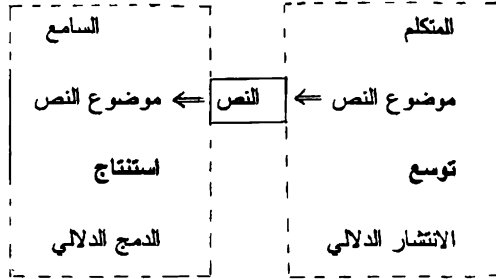 المتكلم السامع
موضوع النص ⇐ النص ⇐ موضوع النص
توسع استنتاج
الانتشار الدلالي الدمج الدلالي